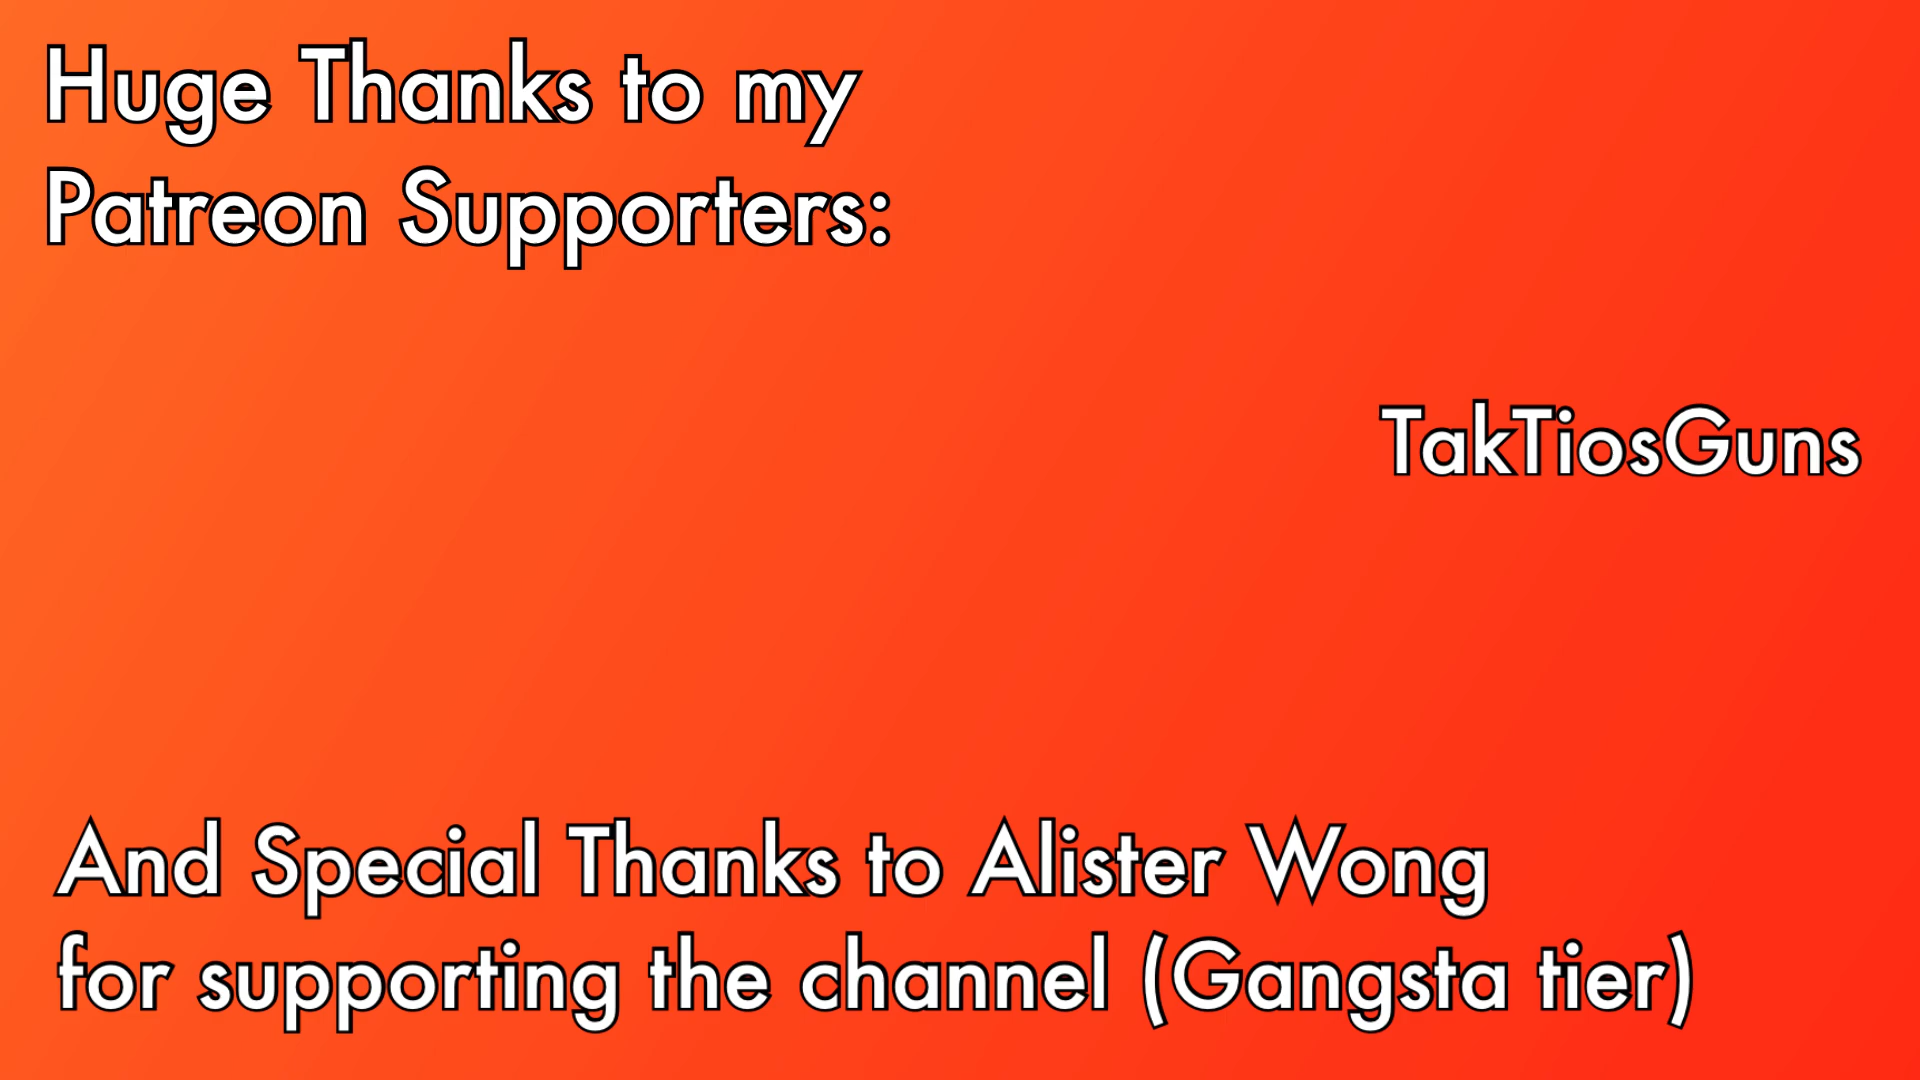 Huge Thanks to my
Patreon Supporters:
TakTiosGuns
And Special Thanks to Alister Wong
for supporting the channel (Gangsta tier)